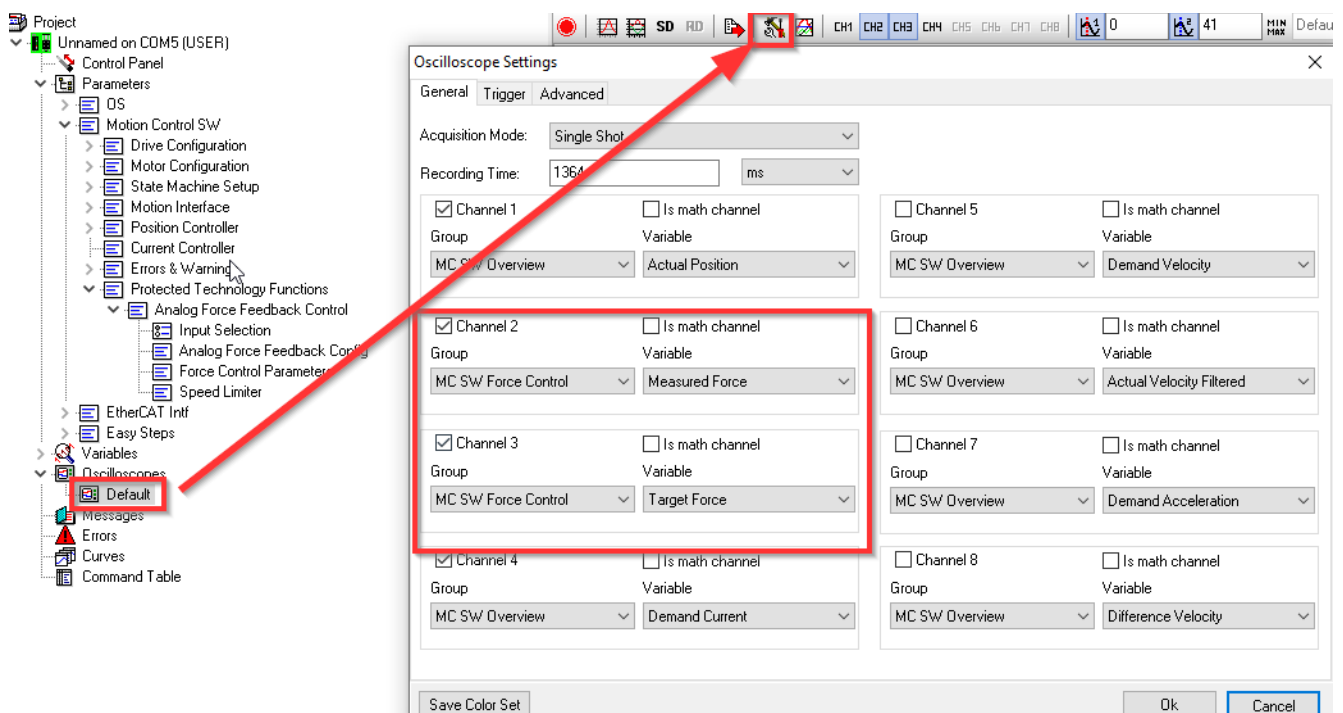 Project
Unnamed on COM5 (USER)
Control Panel
Parameters
OS
Motion Control SW
Drive Configuration
Motor Configuration
State Machine Setup
Motion Interface
Position Controller
Current Controller
Errors & Warning
Protected Technology Functions
Analog Force Feedback Control
Input Selection
Analog Force Feedback Config
Force Control Parameters
Speed Limiter
EtherCAT Intf
Easy Steps
Variables
Oscilloscopes
Default
Messages
Errors
Curves
Command Table
SD RD CH1 CH2 CH3 CH4 CH5 CH6 CH7 CH8 1 0 2 41 MIN MAX Defau
Oscilloscope Settings
General Trigger Advanced
Acquisition Mode: Single Shot
Recording Time: 1364 ms
Channel 1 Is math channel
Group Variable
MC SW Overview Actual Position
Channel 2 Is math channel
Group Variable
MC SW Force Control Measured Force
Channel 3 Is math channel
Group Variable
MC SW Force Control Target Force
Channel 4 Is math channel
Group Variable
MC SW Overview Demand Current
Channel 5 Is math channel
Group Variable
MC SW Overview Demand Velocity
Channel 6 Is math channel
Group Variable
MC SW Overview Actual Velocity Filtered
Channel 7 Is math channel
Group Variable
MC SW Overview Demand Acceleration
Channel 8 Is math channel
Group Variable
MC SW Overview Difference Velocity
Save Color Set Ok Cancel